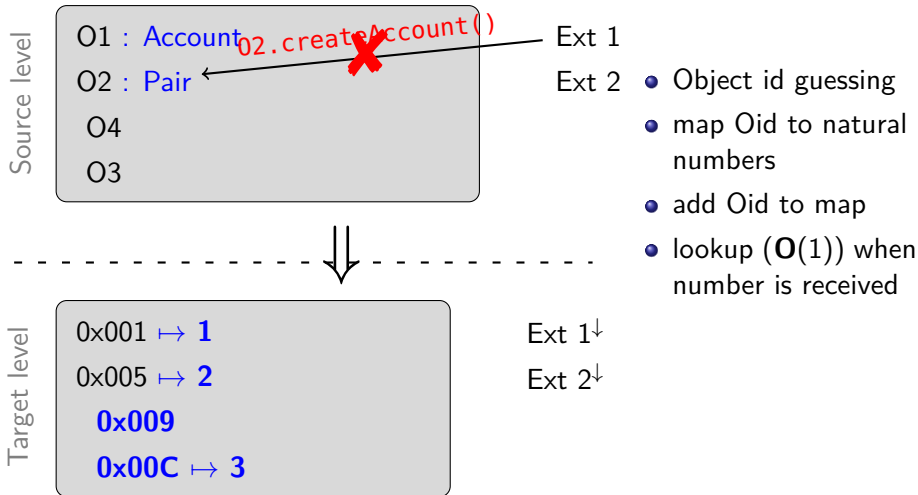 Source level
O1 : Account
O2.createAccount()
Ext 1
O2 : Pair
Ext 2
O4
O3
• Object id guessing
• map Oid to natural
numbers
• add Oid to map
• lookup (O(1)) when
number is received
Target level
0x001 ↦ 1
Ext 1↓
0x005 ↦ 2
Ext 2↓
0x009
0x00C ↦ 3